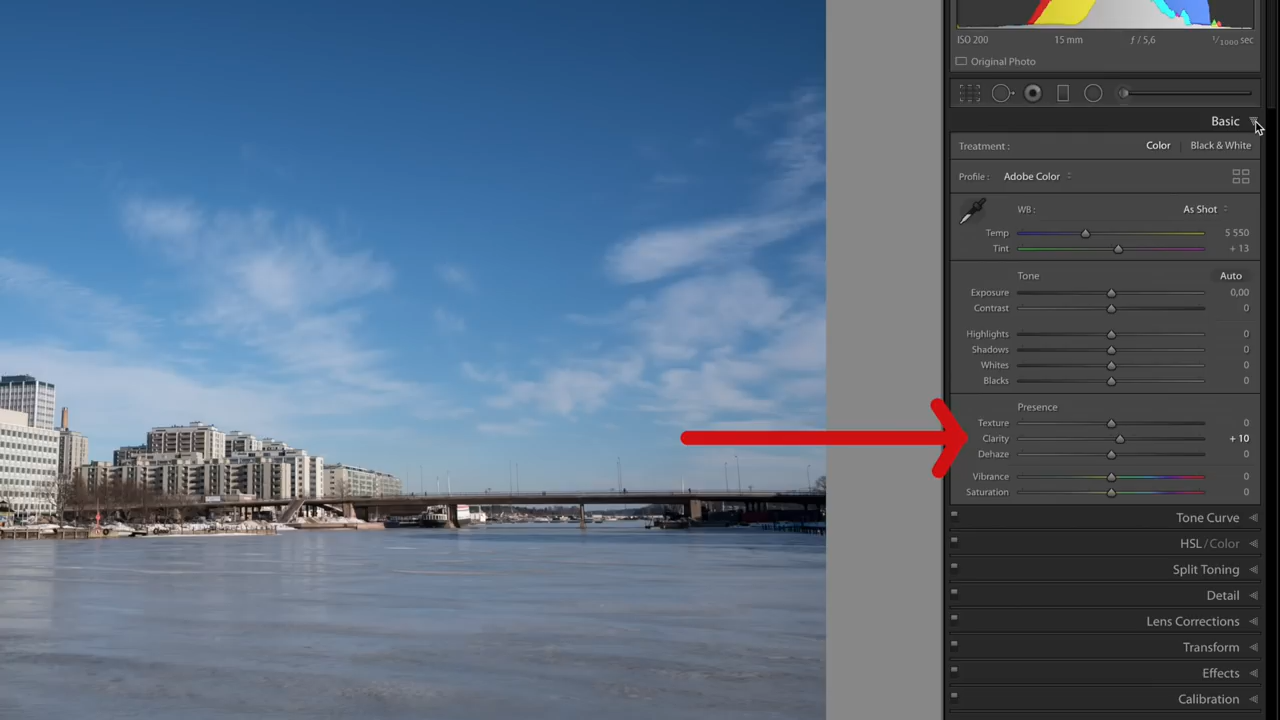 ISO 200 15 mm ƒ / 5,6 1/1000 sec
Original Photo
Basic
Treatment : Color Black & White
Profile : Adobe Color
WB : As Shot
Temp 5 550
Tint + 13
Tone Auto
Exposure 0,00
Contrast 0
Highlights 0
Shadows 0
Whites 0
Blacks 0
Presence
Texture 0
Clarity + 10
Dehaze 0
Vibrance 0
Saturation 0
Tone Curve
HSL / Color
Split Toning
Detail
Lens Corrections
Transform
Effects
Calibration